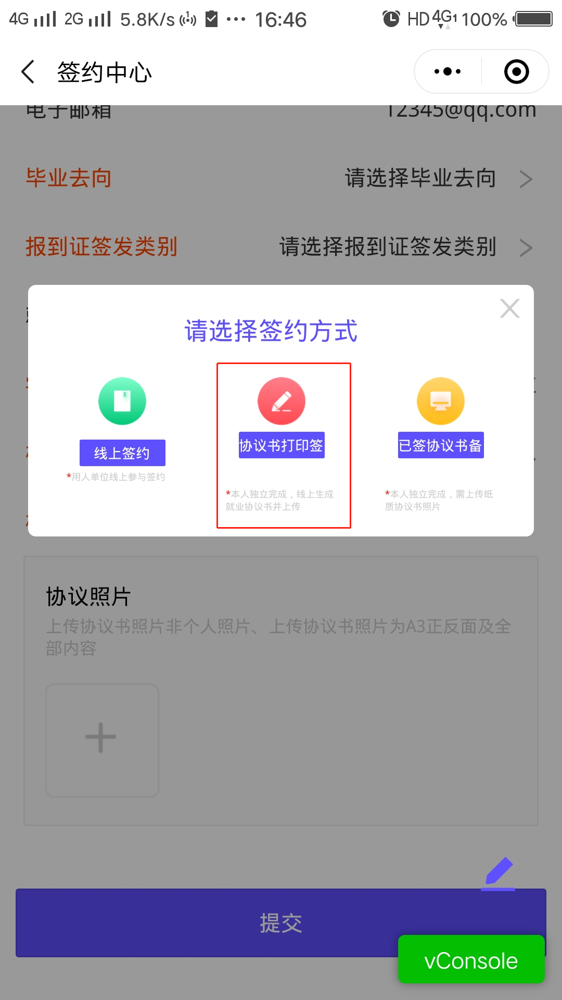 4G 2G 5.8K/s 16:46 HD 4G 1 100%
签约中心
电子邮箱 12345@qq.com
毕业去向 请选择毕业去向
报到证签发类别 请选择报到证签发类别
请选择签约方式
线上签约
*用人单位线上参与签约
协议书打印签
*本人独立完成，线上生成
就业协议书并上传
已签协议书备
*本人独立完成，需上传纸
质协议书照片
协议照片
上传协议书照片非个人照片、上传协议书照片为A3正反面及全
部内容
提交
vConsole